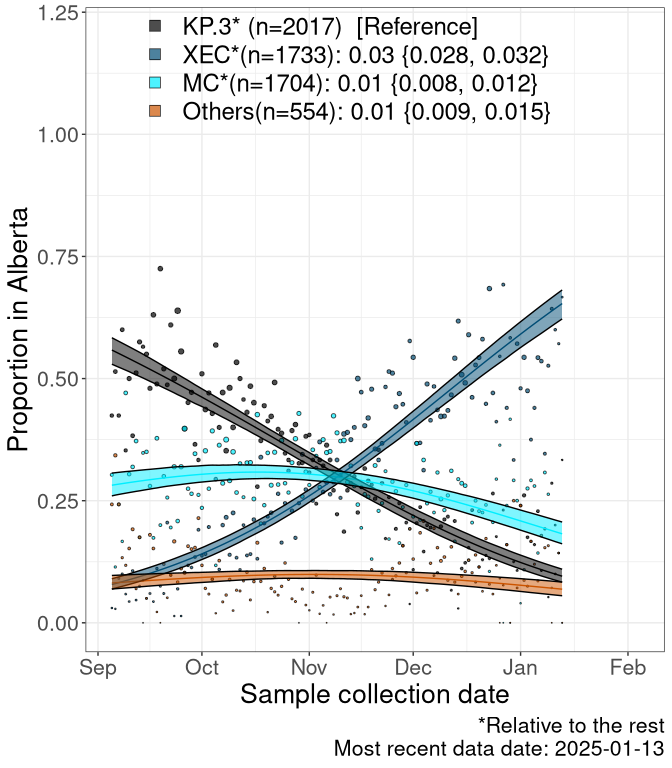 KP.3* (n=2017)  [Reference]
XEC*(n=1733): 0.03 {0.028, 0.032}
MC*(n=1704): 0.01 {0.008, 0.012}
Others(n=554): 0.01 {0.009, 0.015}
Proportion in Alberta
1.25
1.00
0.75
0.50
0.25
0.00
Sep Oct Nov Dec Jan Feb
Sample collection date
*Relative to the rest
Most recent data date: 2025-01-13